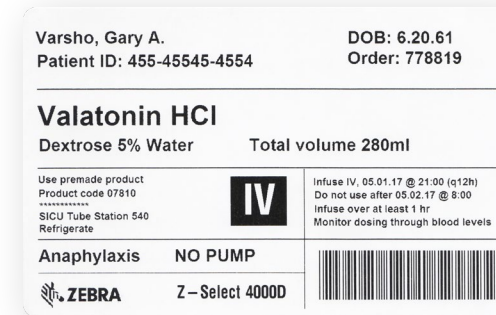 Varsho, Gary A. DOB: 6.20.61
Patient ID: 455-45545-4554 Order: 778819
Valatonin HCl
Dextrose 5% Water Total volume 280ml
Use premade product
Product code 07810
************
SICU Tube Station 540
Refrigerate
IV
Infuse IV, 05.01.17 @ 21:00 (q12h)
Do not use after 05.02.17 @ 8:00
Infuse over at least 1 hr
Monitor dosing through blood levels
Anaphylaxis NO PUMP
ZEBRA Z–Select 4000D